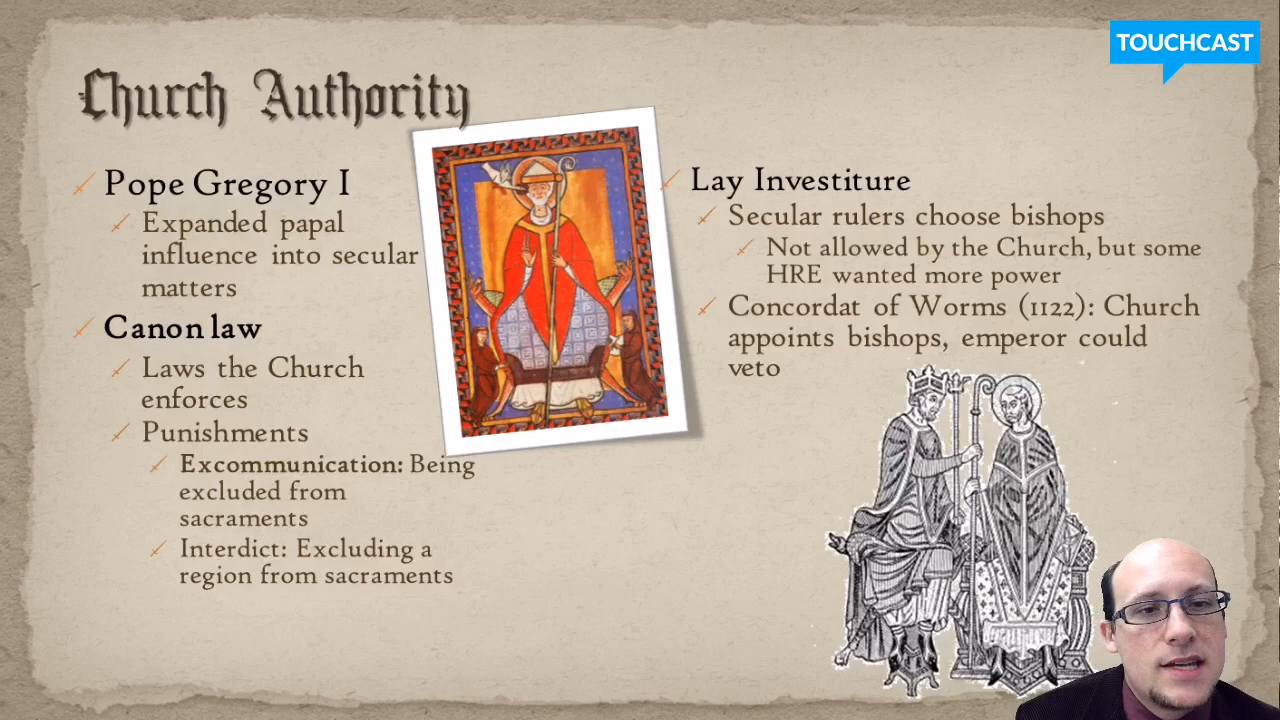 Church Authority
Pope Gregory I
Expanded papal
influence into secular
matters
Canon law
Laws the Church
enforces
Punishments
Excommunication: Being
excluded from
sacraments
Interdict: Excluding a
region from sacraments
TOUCHCAST
Lay Investiture
Secular rulers choose bishops
Not allowed by the Church, but some
HRE wanted more power
Concordat of Worms (1122): Church
appoints bishops, emperor could
veto